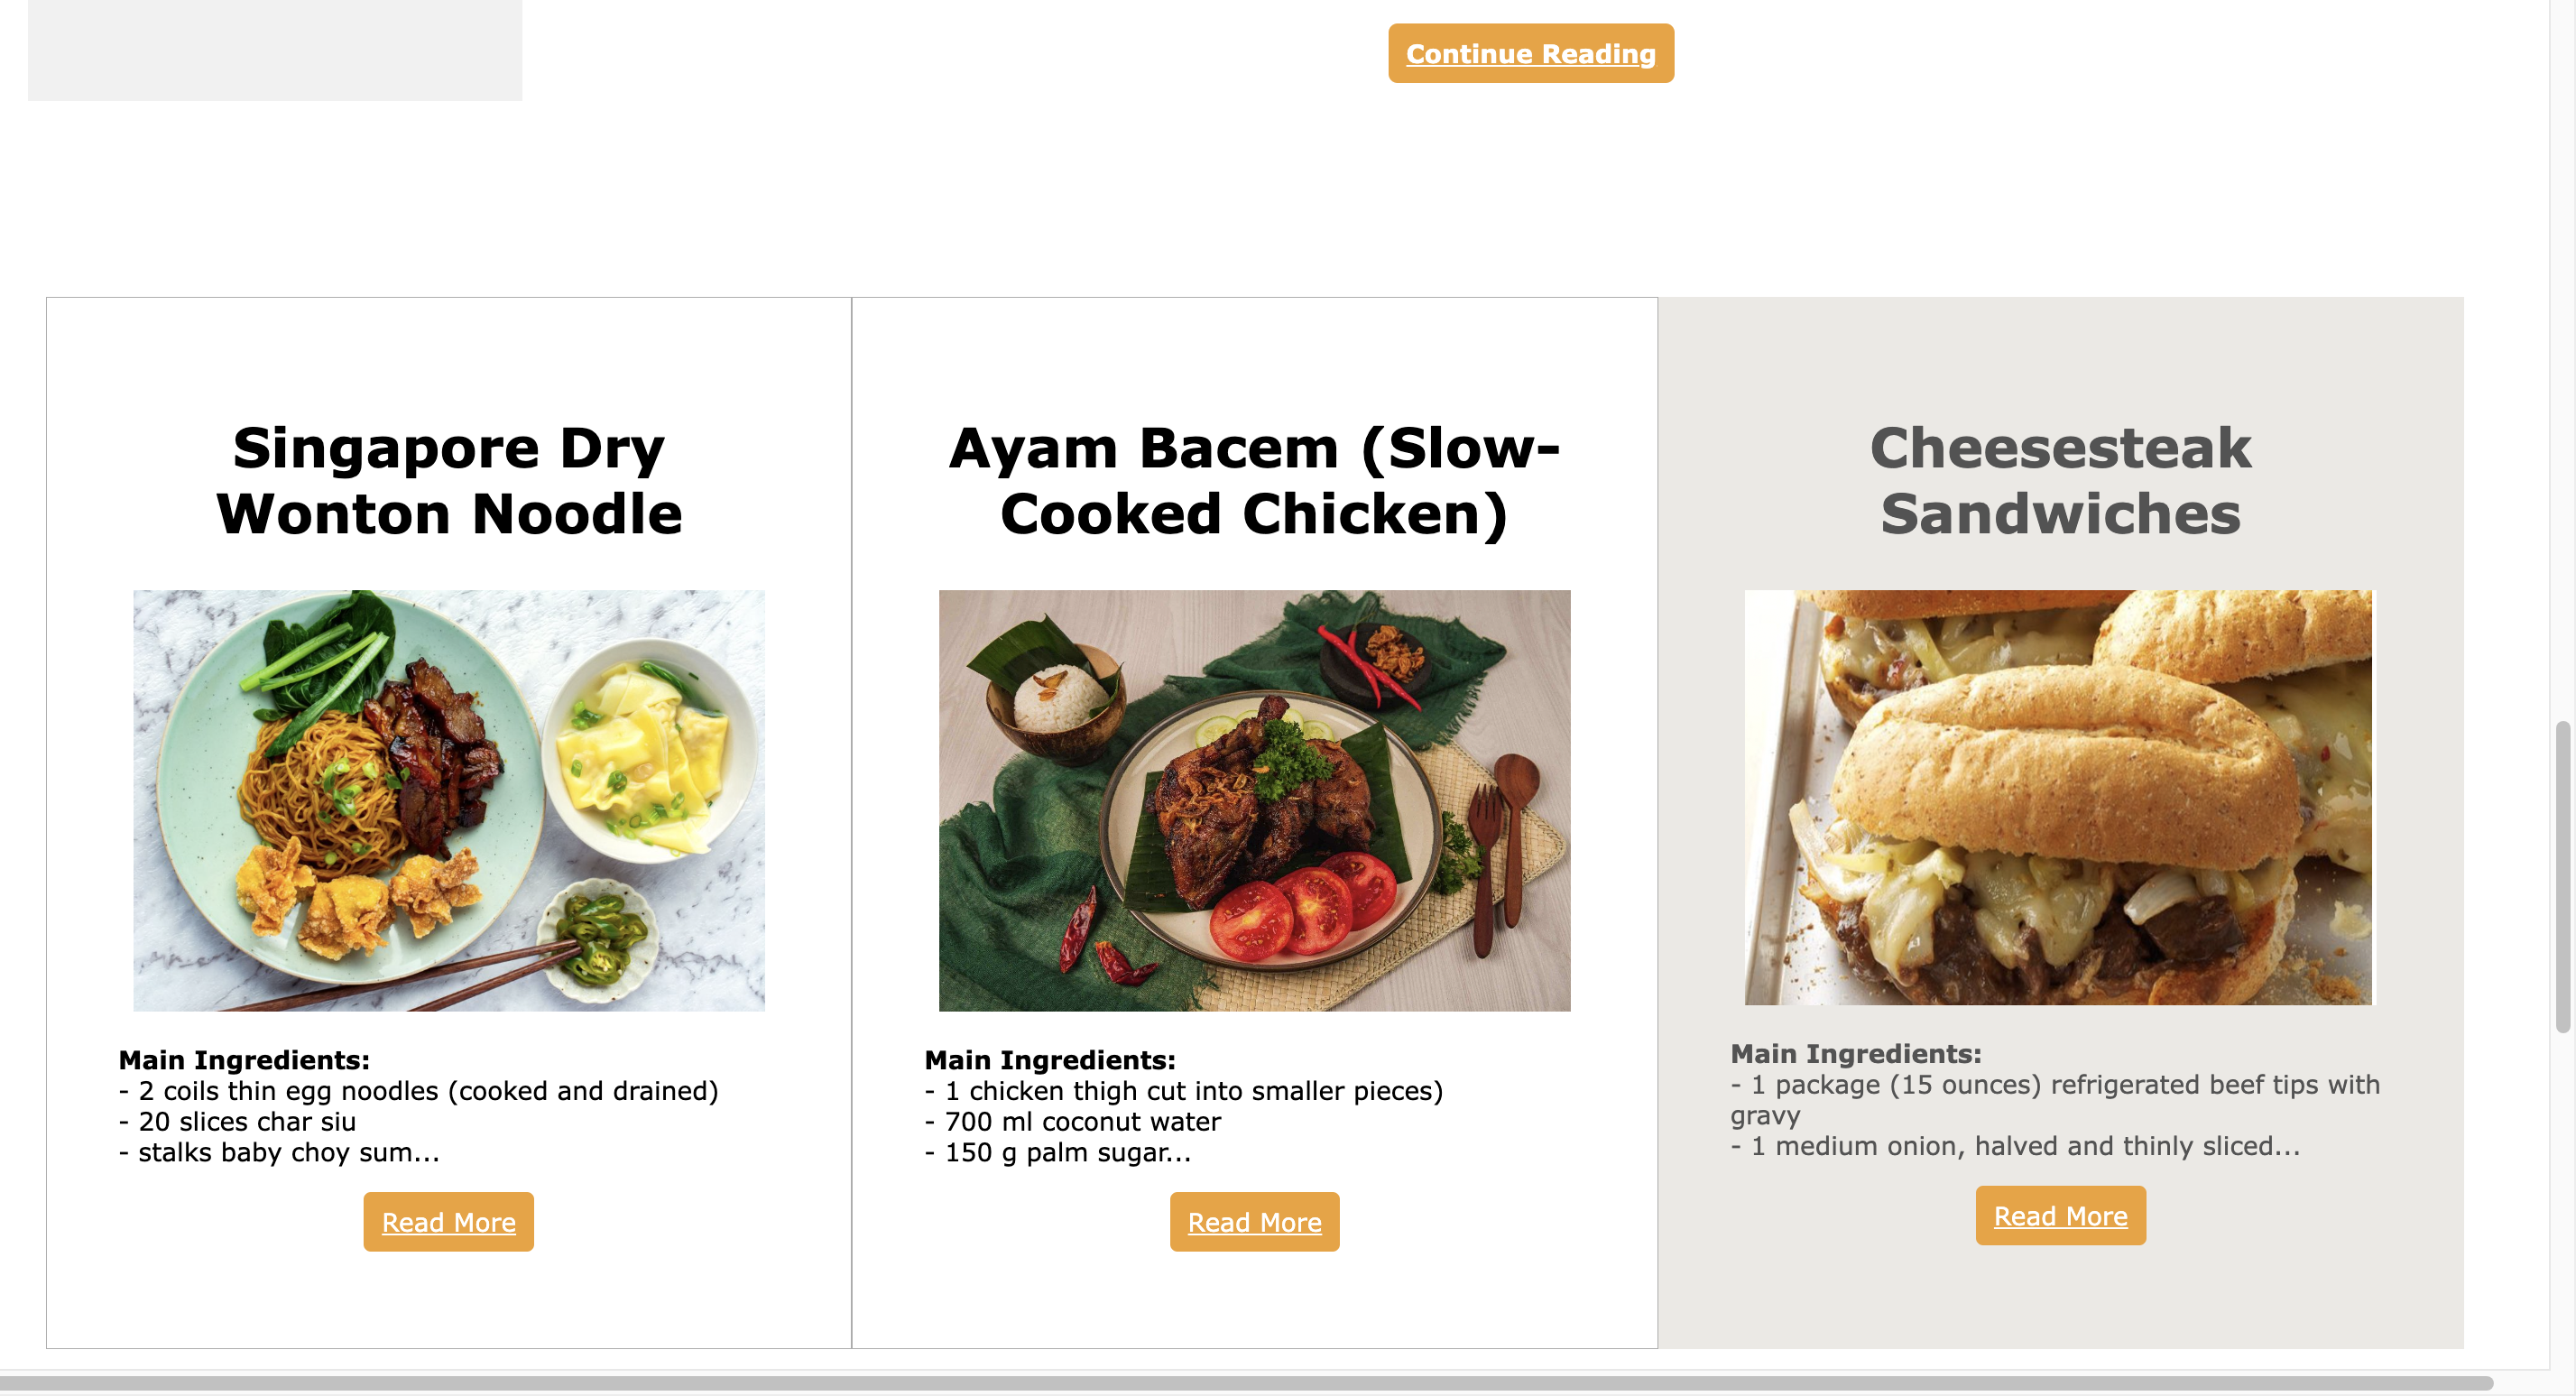 Continue Reading
Singapore Dry
Wonton Noodle
Main Ingredients:
- 2 coils thin egg noodles (cooked and drained)
- 20 slices char siu
- stalks baby choy sum...
Read More
Ayam Bacem (Slow-
Cooked Chicken)
Main Ingredients:
- 1 chicken thigh cut into smaller pieces)
- 700 ml coconut water
- 150 g palm sugar...
Read More
Cheesesteak
Sandwiches
Main Ingredients:
- 1 package (15 ounces) refrigerated beef tips with
gravy
- 1 medium onion, halved and thinly sliced...
Read More